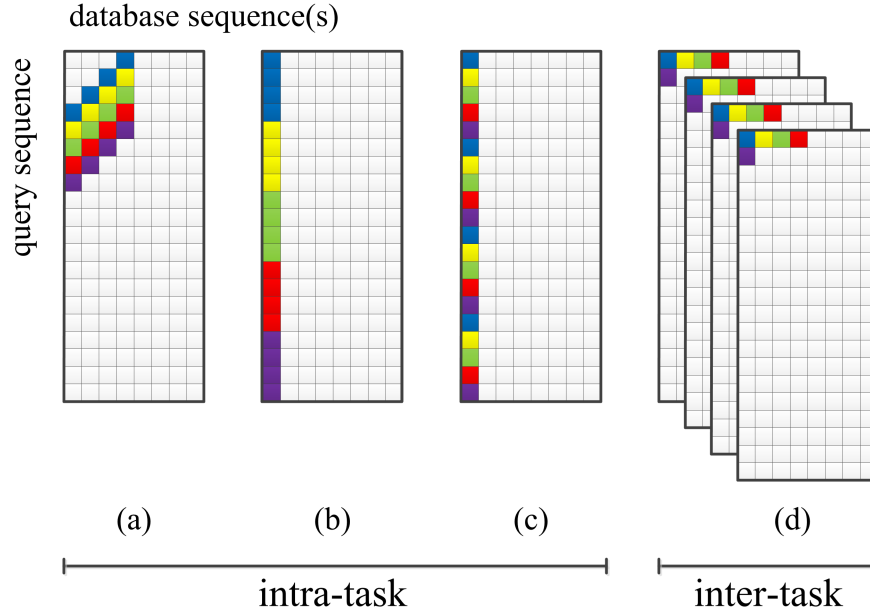 database sequence(s)
query sequence
(a)
(b)
(c)
(d)
intra-task
inter-task